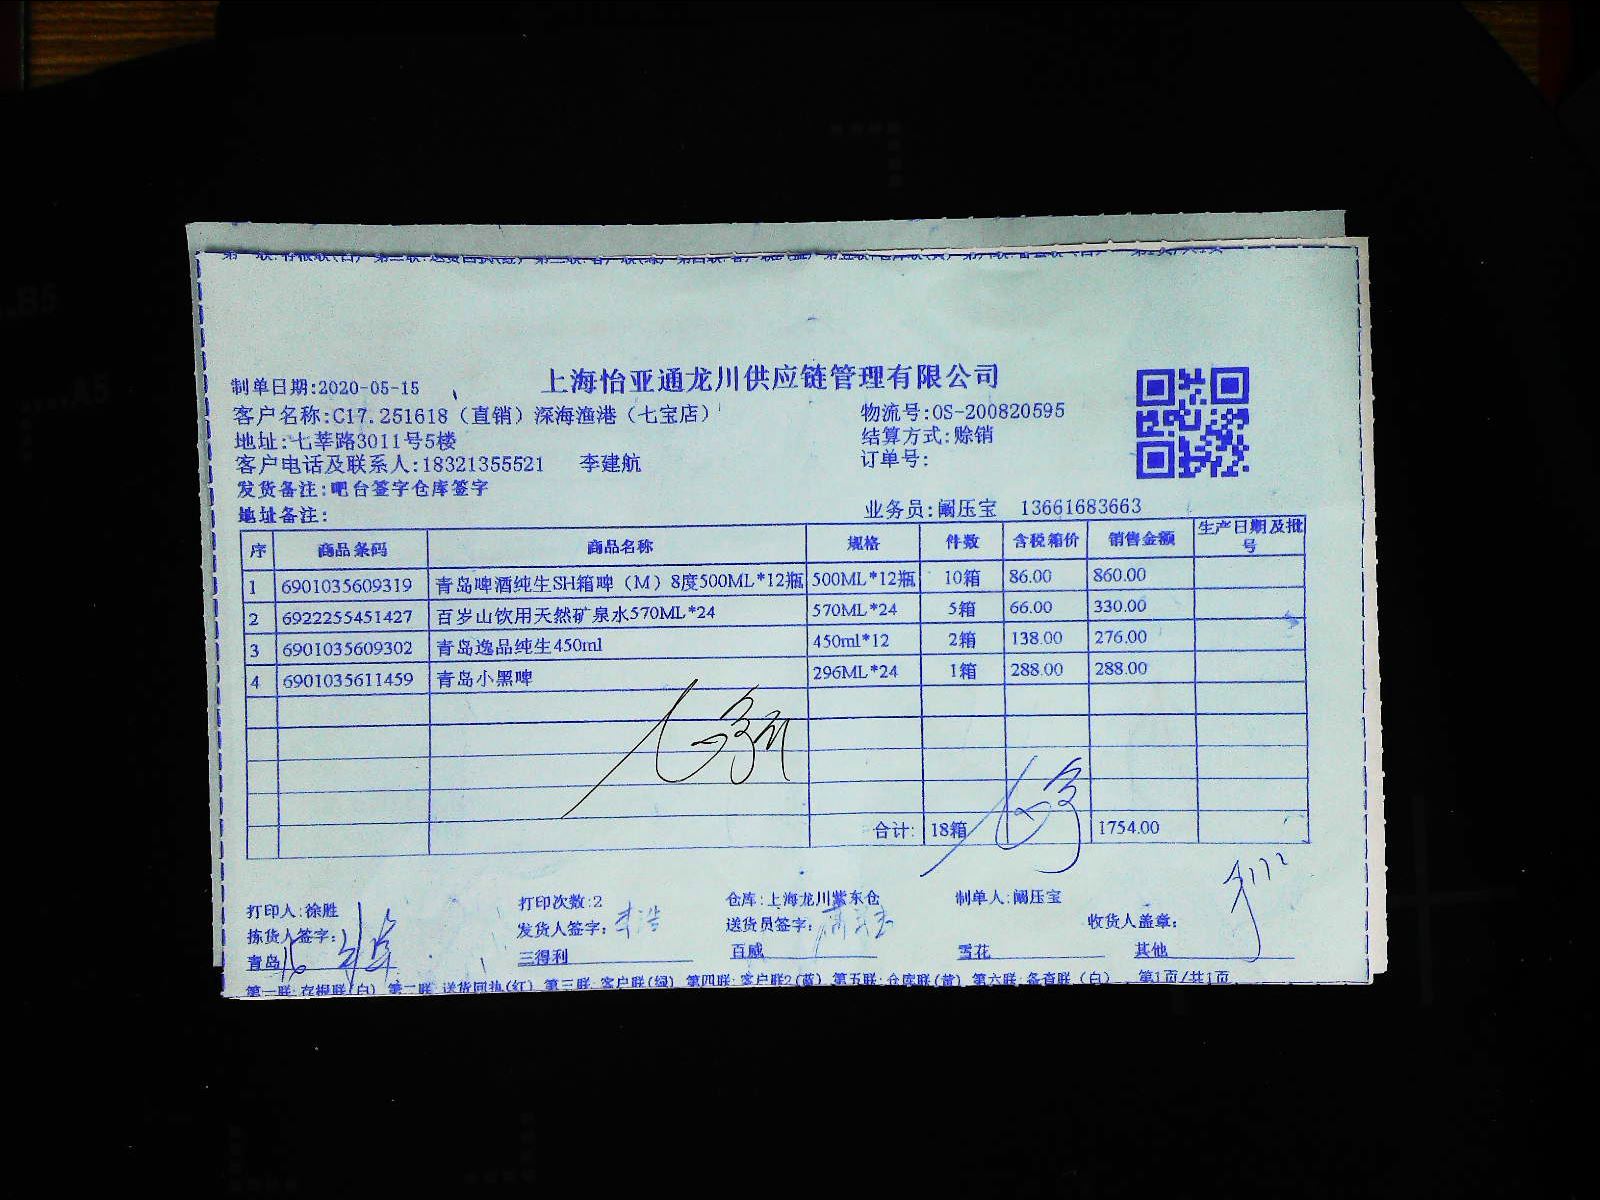 上海怡亚通龙川供应链管理有限公司
制单日期:2020-05-15
客户名称:C17.251618（直销）深海渔港（七宝店） 物流号:OS-200820595
地址:七莘路3011号5楼 结算方式:赊销
客户电话及联系人:18321355521 李建航 订单号:
发货备注:吧台签字仓库签字
地址备注: 业务员:阚压宝 13661683663
序 商品条码 商品名称 规格 件数 含税箱价 销售金额 生产日期及批号
1 6901035609319 青岛啤酒纯生SH箱啤（M）8度500ML*12瓶 500ML*12瓶 10箱 86.00 860.00
2 6922255451427 百岁山饮用天然矿泉水570ML*24 570ML*24 5箱 66.00 330.00
3 6901035609302 青岛逸品纯生450ml 450ml*12 2箱 138.00 276.00
4 6901035611459 青岛小黑啤 296ML*24 1箱 288.00 288.00
合计: 18箱 1754.00
打印人:徐胜 打印次数:2 仓库:上海龙川紫东仓 制单人:阚压宝
拣货人签字: 发货人签字: 李浩 送货员签字: 收货人盖章:
青岛 16 三得利 百威 雪花 其他
第一联:存根联(白) 第二联:送货回执(红) 第三联:客户联(绿) 第四联:客户联2(蓝) 第五联:仓库联(黄) 第六联:备查联（白） 第1页/共1页